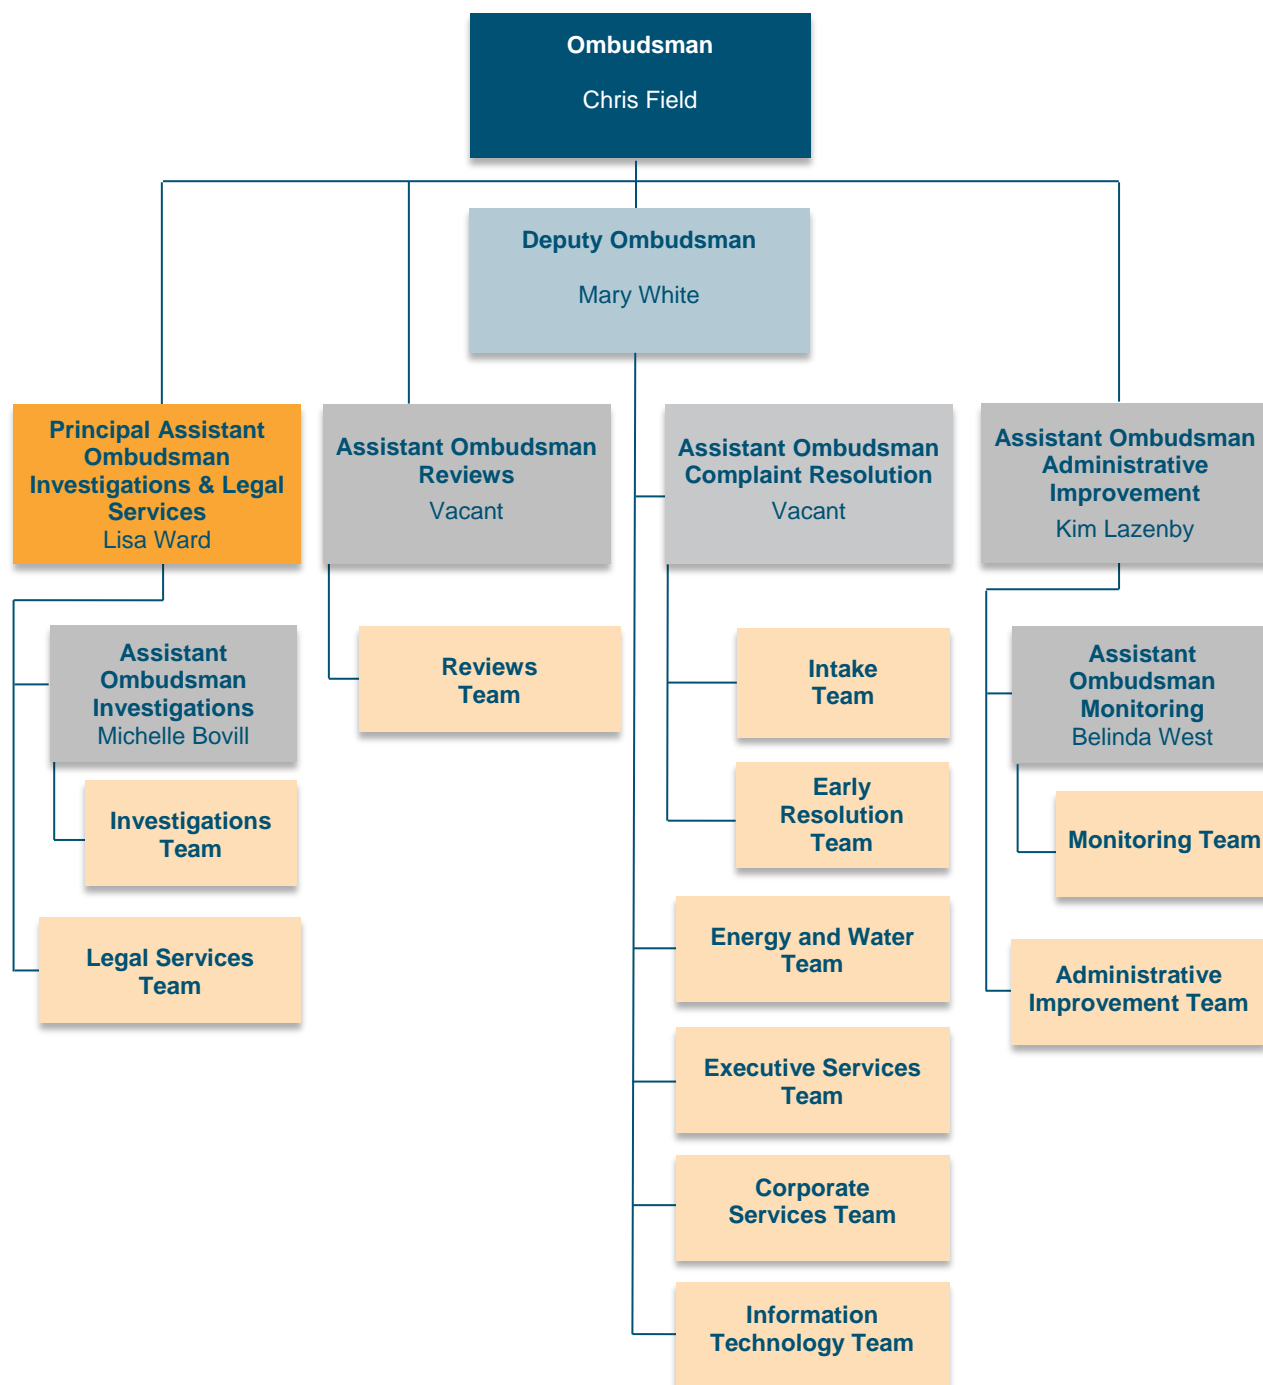 Ombudsman
Chris Field
Deputy Ombudsman
Mary White
Principal Assistant
Ombudsman
Investigations & Legal
Services
Lisa Ward
Assistant Ombudsman
Reviews
Vacant
Assistant Ombudsman
Complaint Resolution
Vacant
Assistant Ombudsman
Administrative
Improvement
Kim Lazenby
Assistant
Ombudsman
Investigations
Michelle Bovill
Investigations
Team
Legal Services
Team
Reviews
Team
Intake
Team
Early
Resolution
Team
Energy and Water
Team
Executive Services
Team
Corporate
Services Team
Information
Technology Team
Assistant
Ombudsman
Monitoring
Belinda West
Monitoring Team
Administrative
Improvement Team